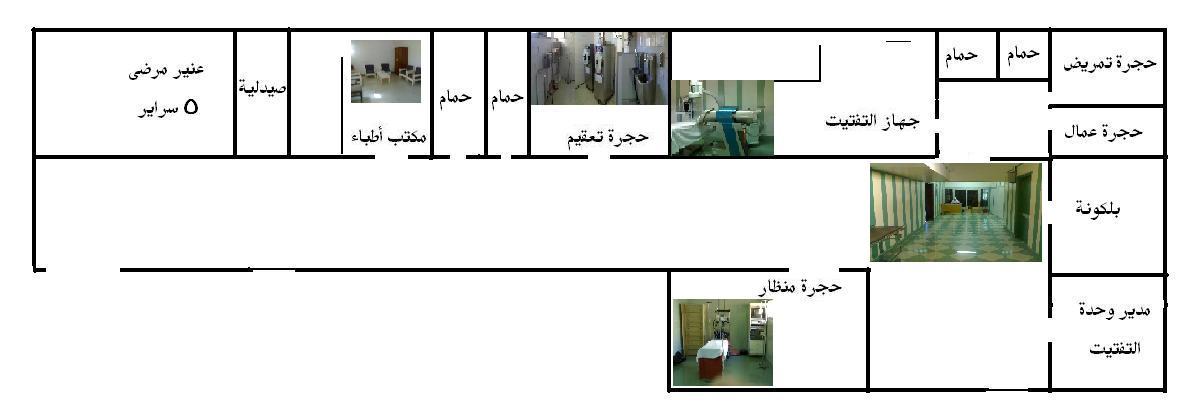 حجرة تمريض
حمام
حمام
عنبر مرضى
٥ سراير
صيدلية
حمام
حمام
جهاز التفتيت
حجرة عمال
مكتب أطباء
حجرة تعقيم
بلكونة
حجرة منظار
مدير وحدة
التفتيت